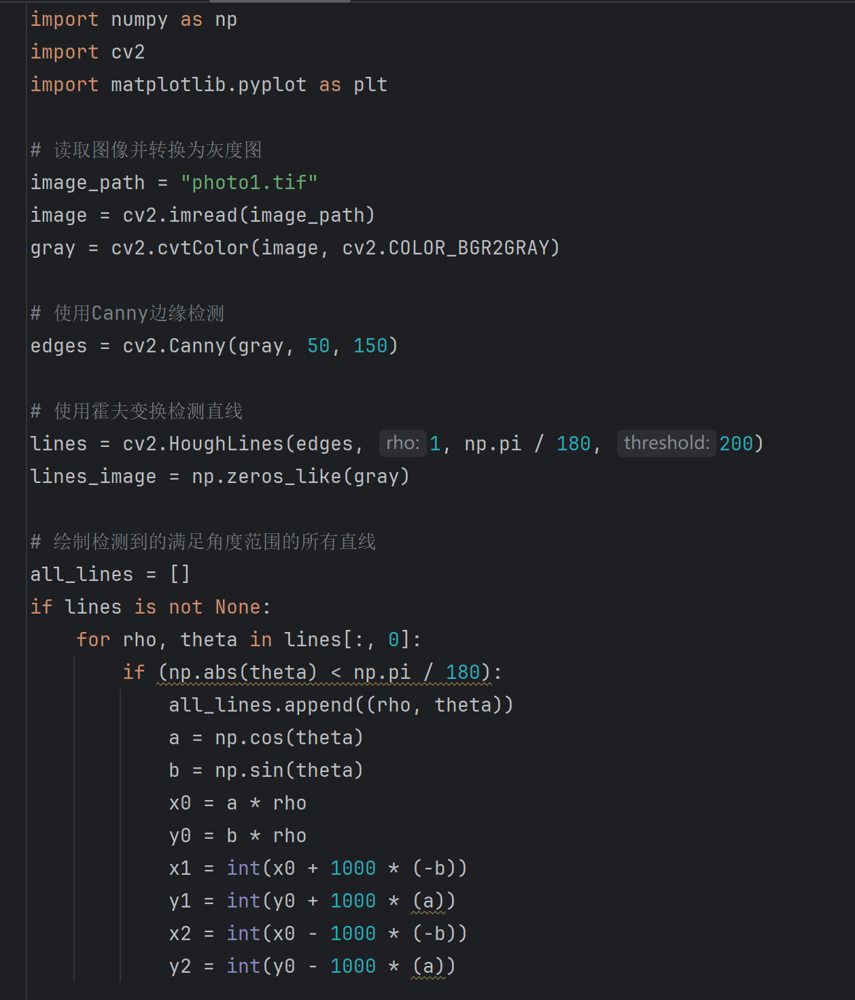 import numpy as np
import cv2
import matplotlib.pyplot as plt
# 读取图像并转换为灰度图
image_path = "photo1.tif"
image = cv2.imread(image_path)
gray = cv2.cvtColor(image, cv2.COLOR_BGR2GRAY)
# 使用Canny边缘检测
edges = cv2.Canny(gray, 50, 150)
# 使用霍夫变换检测直线
lines = cv2.HoughLines(edges, rho: 1, np.pi / 180, threshold: 200)
lines_image = np.zeros_like(gray)
# 绘制检测到的满足角度范围的所有直线
all_lines = []
if lines is not None:
    for rho, theta in lines[:, 0]:
        if (np.abs(theta) < np.pi / 180):
            all_lines.append((rho, theta))
            a = np.cos(theta)
            b = np.sin(theta)
            x0 = a * rho
            y0 = b * rho
            x1 = int(x0 + 1000 * (-b))
            y1 = int(y0 + 1000 * (a))
            x2 = int(x0 - 1000 * (-b))
            y2 = int(y0 - 1000 * (a))